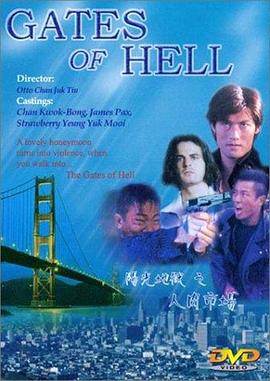 GATES
OF HELL
Director:
Otto Chan Juk Tiu
Castings:
Chan Kwok-Bong, James Pax,
Strawberry Yeung Yuk Mooi
A lovely honeymoon
turns into violence, when
you walk into....
The Gates of Hell
陽光地獄之
人肉市場
DVD
VIDEO